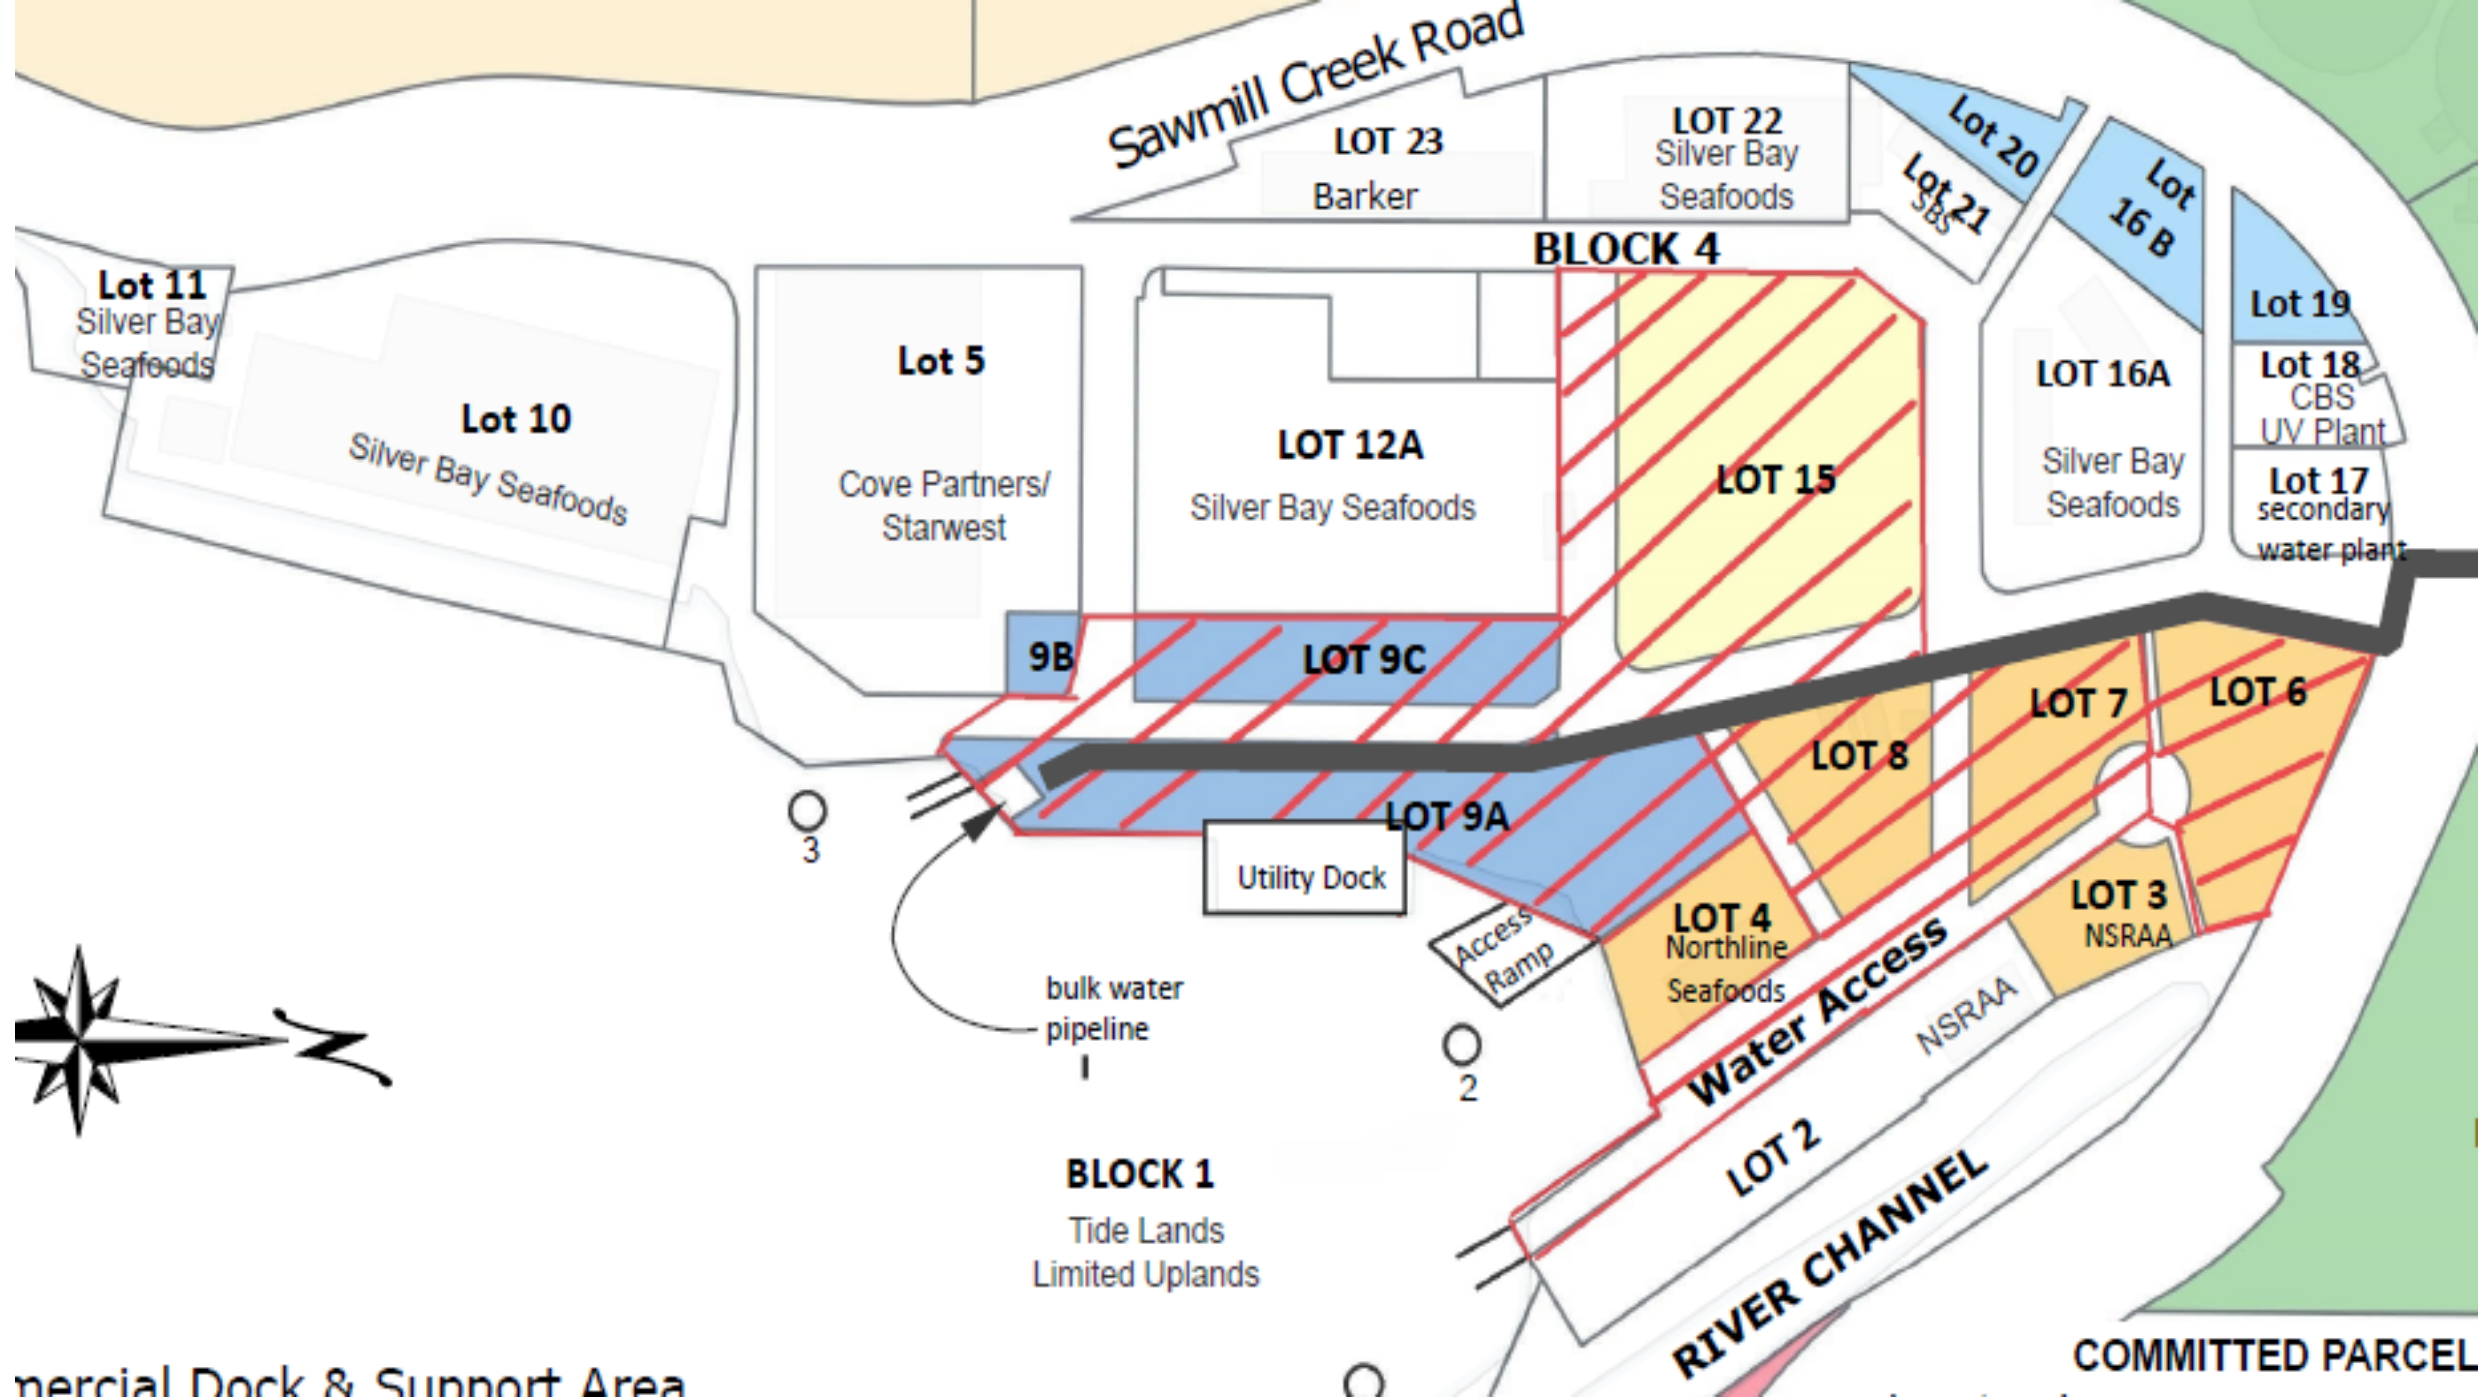 Sawmill Creek Road
LOT 23
Barker
LOT 22
Silver Bay
Seafoods
Lot 20
Lot 21
SBS
Lot
16 B
Lot 19
Lot 18
CBS
UV Plant
Lot 17
secondary
water plant
BLOCK 4
Lot 11
Silver Bay
Seafoods
Lot 10
Silver Bay Seafoods
Lot 5
Cove Partners/
Starwest
LOT 12A
Silver Bay Seafoods
LOT 15
LOT 16A
Silver Bay
Seafoods
9B
LOT 9C
LOT 7
LOT 6
LOT 8
LOT 9A
3
Utility Dock
Access
Ramp
LOT 4
Northline
Seafoods
LOT 3
NSRAA
Water Access
NSRAA
bulk water
pipeline
2
N
LOT 2
BLOCK 1
Tide Lands
Limited Uplands
RIVER CHANNEL
COMMITTED PARCEL
mercial Dock & Support Area